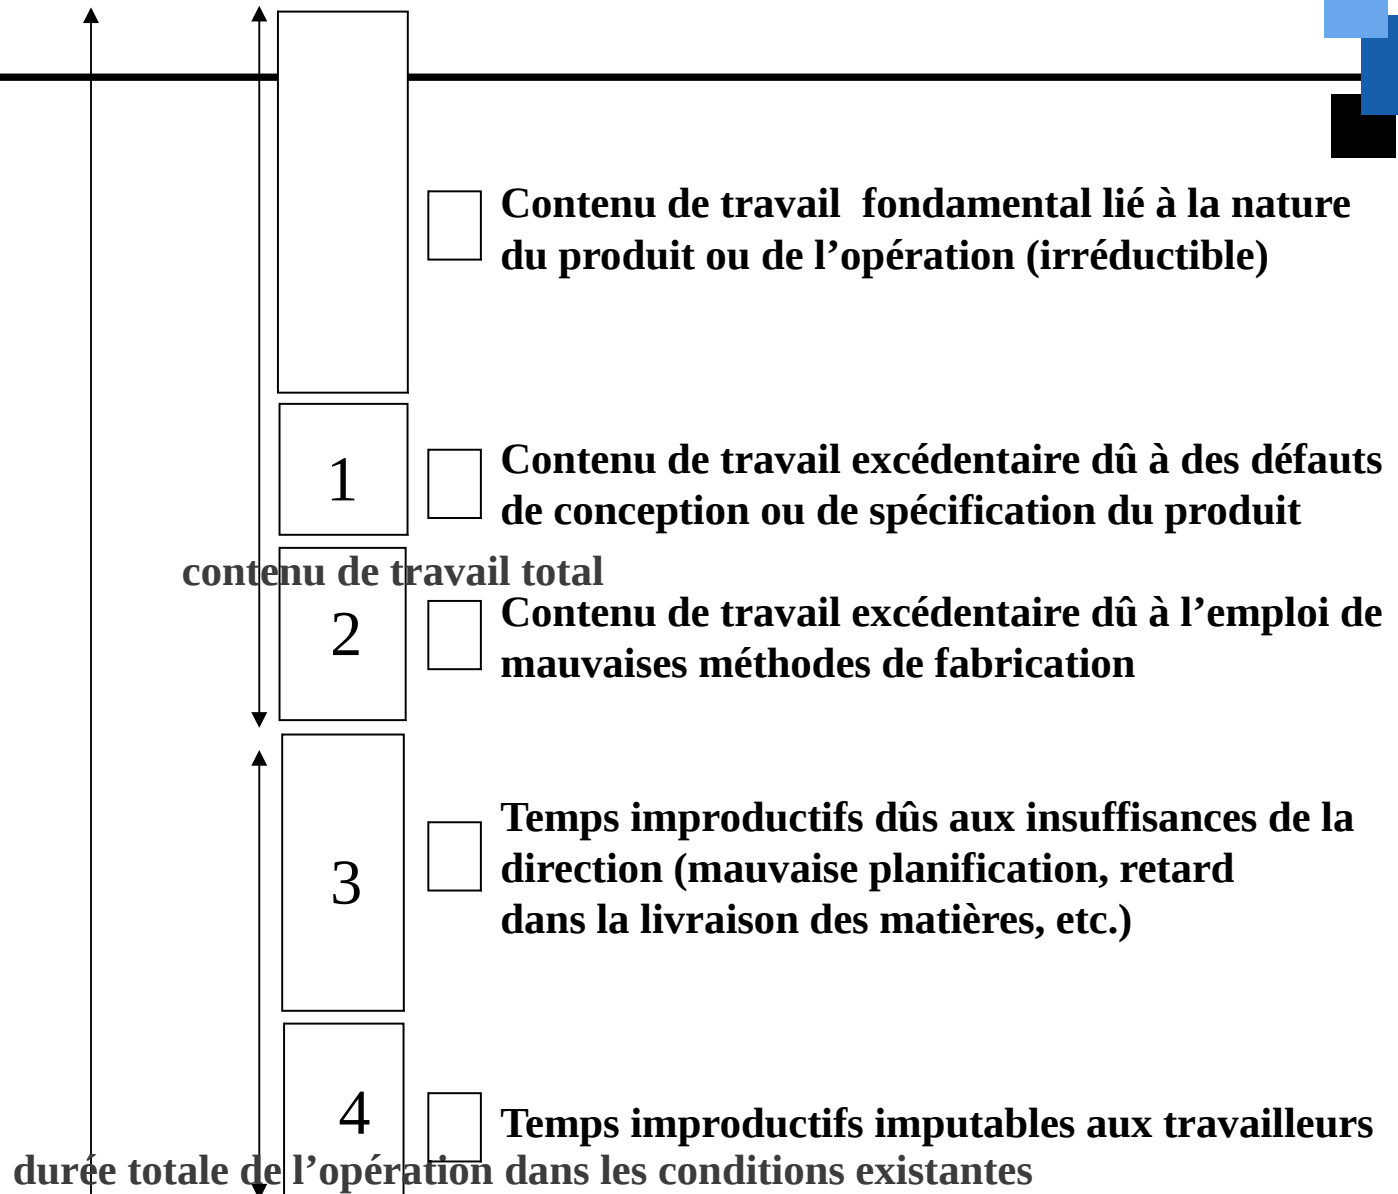 Contenu de travail  fondamental lié à la nature
du produit ou de l’opération (irréductible)
1
Contenu de travail excédentaire dû à des défauts
de conception ou de spécification du produit
contenu de travail total
2
Contenu de travail excédentaire dû à l’emploi de
mauvaises méthodes de fabrication
3
Temps improductifs dûs aux insuffisances de la
direction (mauvaise planification, retard
dans la livraison des matières, etc.)
4
Temps improductifs imputables aux travailleurs
durée totale de l’opération dans les conditions existantes